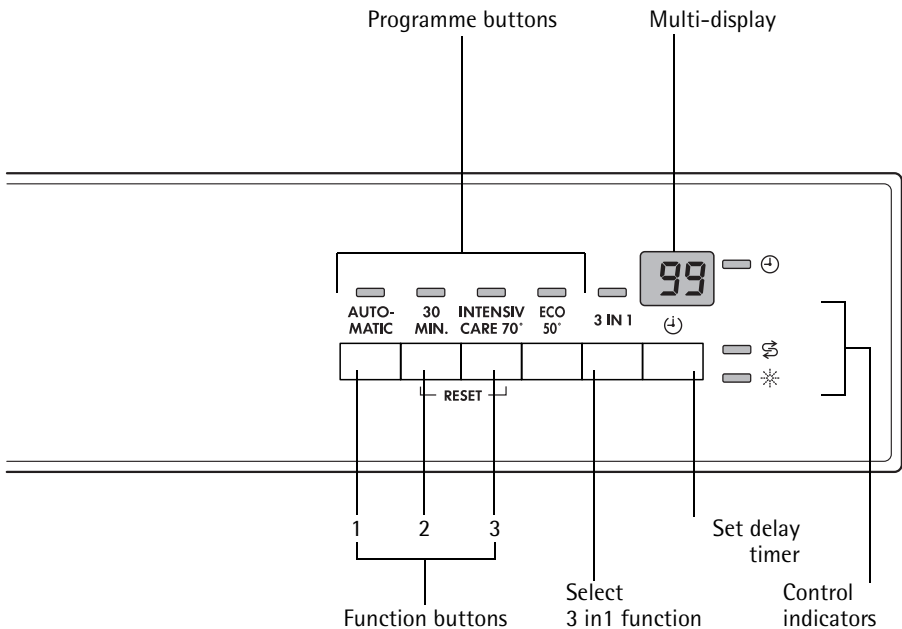 Programme buttons
Multi-display
99
AUTO-
MATIC
30
MIN.
INTENSIV
CARE 70°
ECO
50°
3 IN 1
RESET
1 2 3
Set delay
timer
Function buttons
Select
3 in1 function
Control
indicators